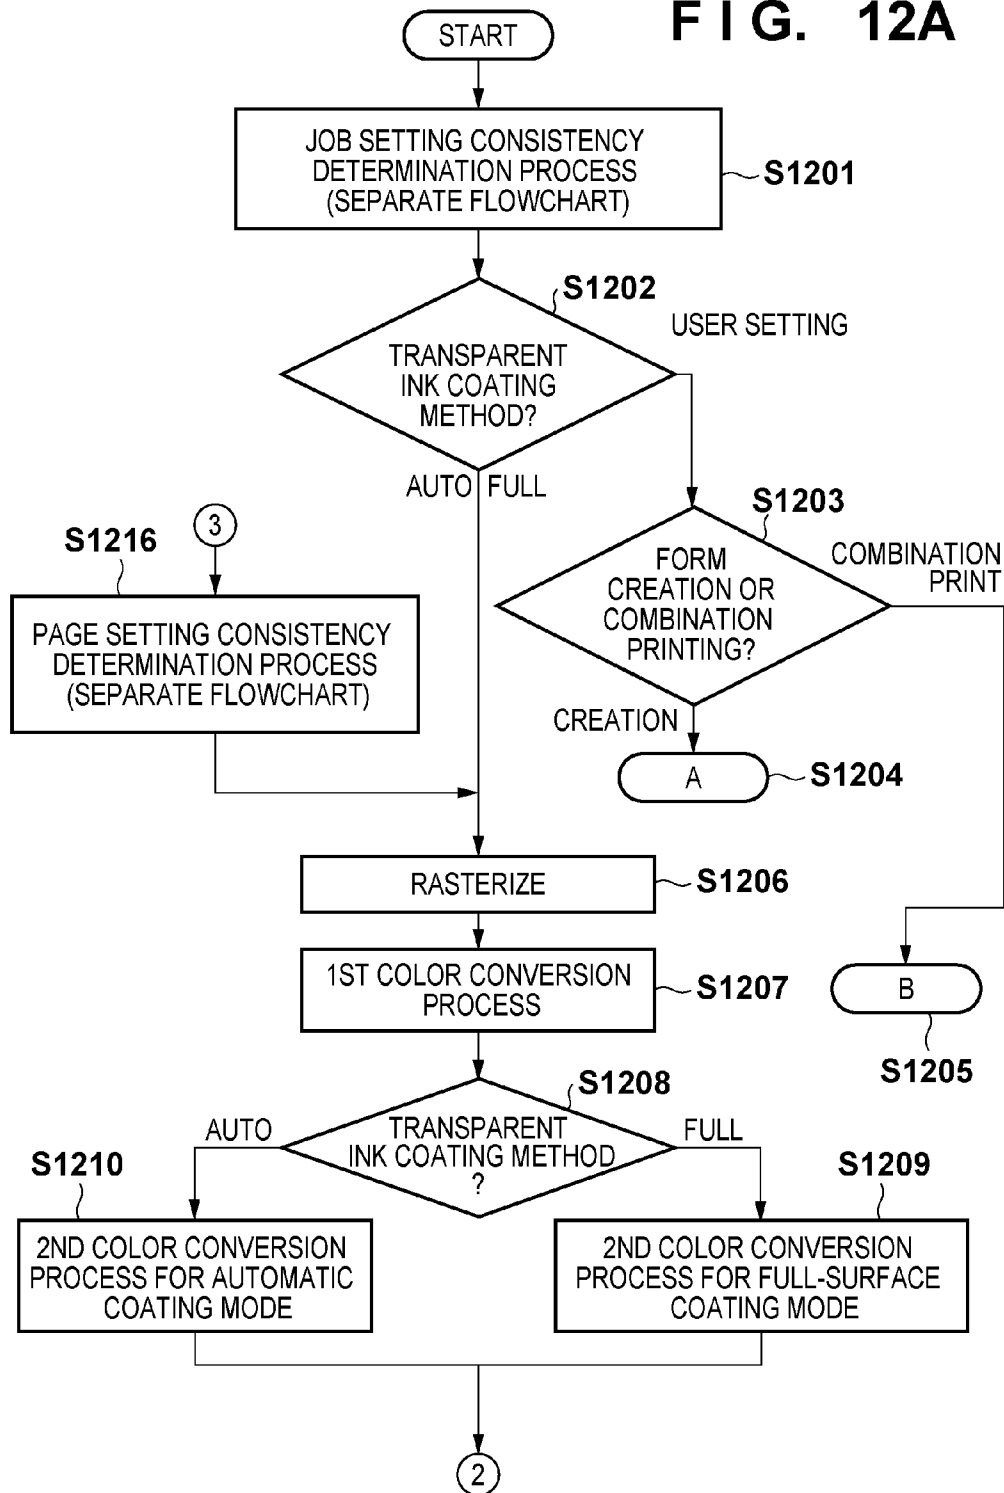 FIG. 12A
START
JOB SETTING CONSISTENCY
DETERMINATION PROCESS
(SEPARATE FLOWCHART)
S1201
S1202
USER SETTING
TRANSPARENT
INK COATING
METHOD?
AUTO
FULL
S1203
FORM
CREATION OR
COMBINATION
PRINTING?
COMBINATION
PRINT
3
S1216
PAGE SETTING CONSISTENCY
DETERMINATION PROCESS
(SEPARATE FLOWCHART)
CREATION
A
S1204
RASTERIZE
S1206
1ST COLOR CONVERSION
PROCESS
S1207
B
S1205
S1208
TRANSPARENT
INK COATING METHOD
?
AUTO
FULL
S1210
2ND COLOR CONVERSION
PROCESS FOR AUTOMATIC
COATING MODE
S1209
2ND COLOR CONVERSION
PROCESS FOR FULL-SURFACE
COATING MODE
2